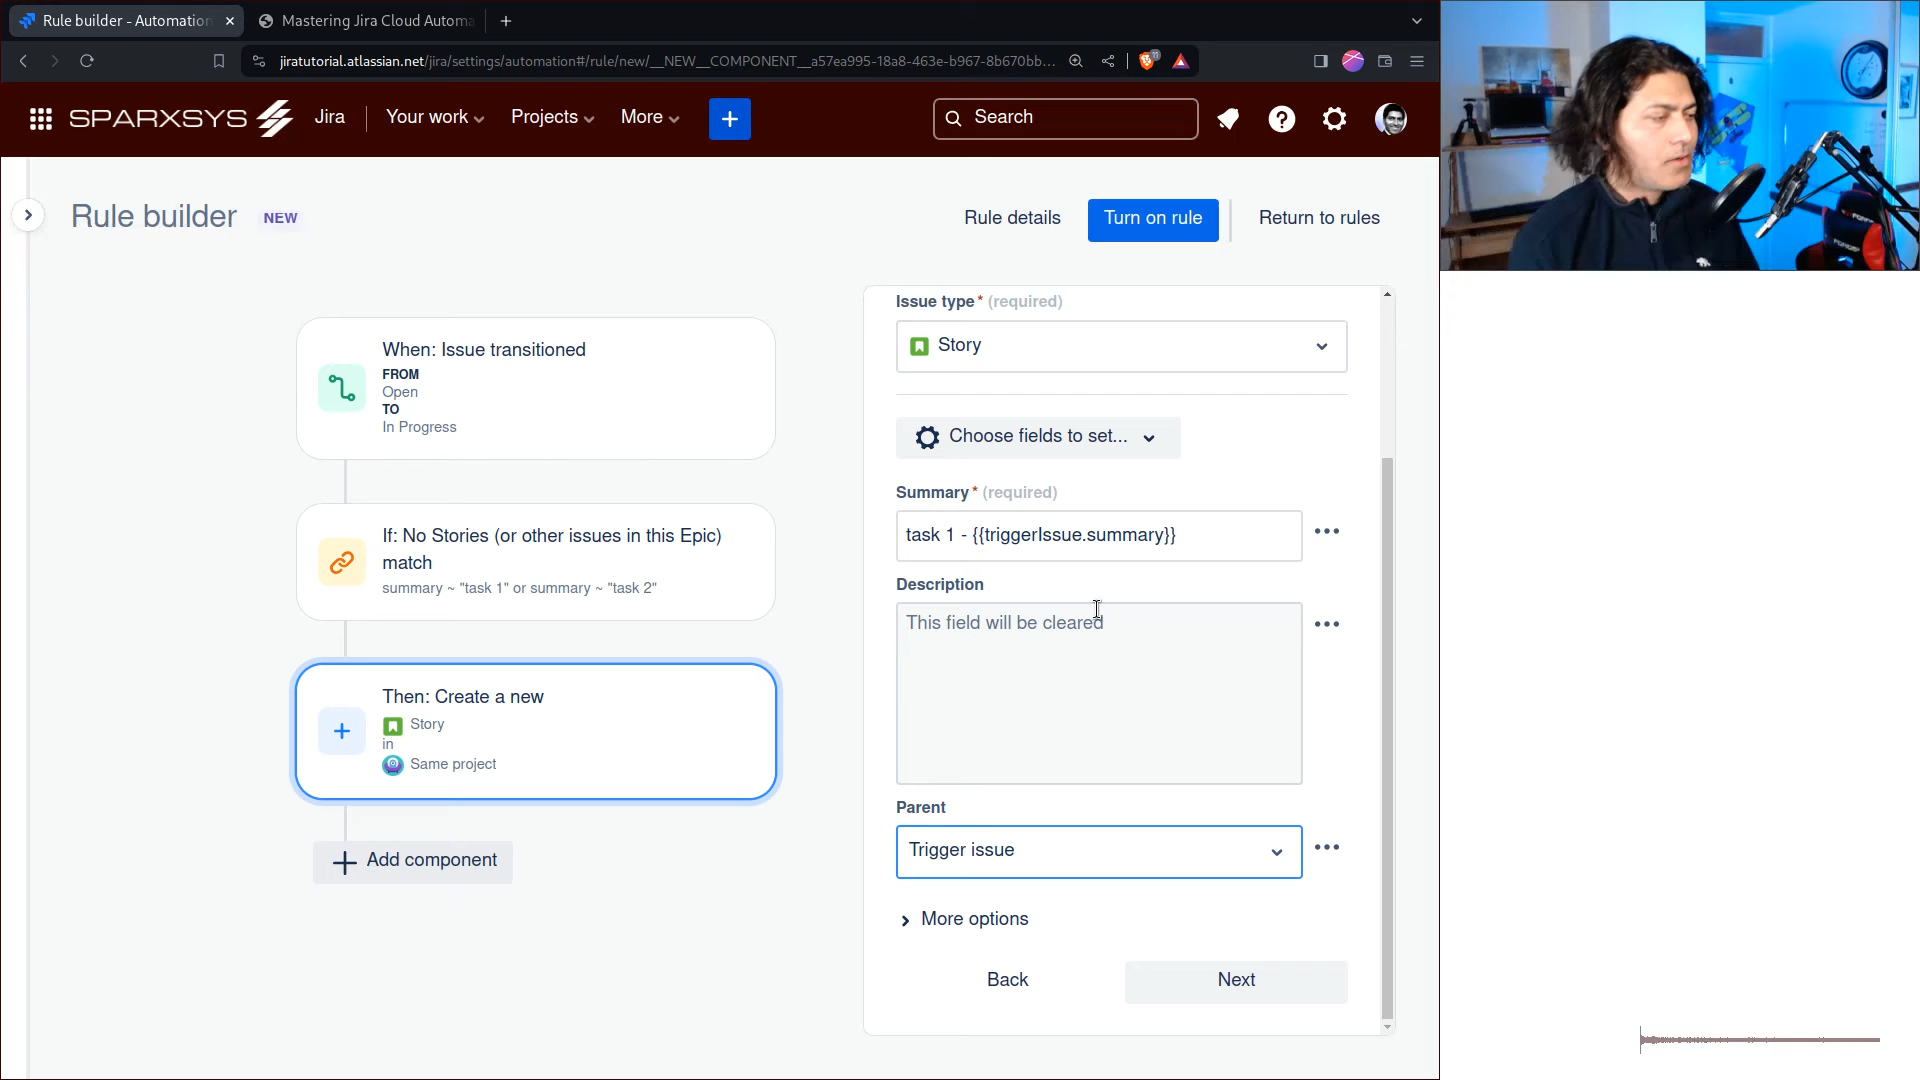 Rule builder - Automation
Mastering Jira Cloud Automa
jiratutorial.atlassian.net/jira/settings/automation#/rule/new/__NEW__COMPONENT__a57ea995-18a8-463e-b967-8b670bb...
11
SPARXSYS
Jira
Your work
Projects
More
Search
Rule builder
NEW
Rule details
Turn on rule
Return to rules
When: Issue transitioned
FROM
Open
TO
In Progress
If: No Stories (or other issues in this Epic)
match
summary ~ "task 1" or summary ~ "task 2"
Then: Create a new
Story
in
Same project
Add component
Issue type * (required)
Story
Choose fields to set...
Summary * (required)
task 1 - {{triggerIssue.summary}}
Description
This field will be cleared
Parent
Trigger issue
More options
Back
Next